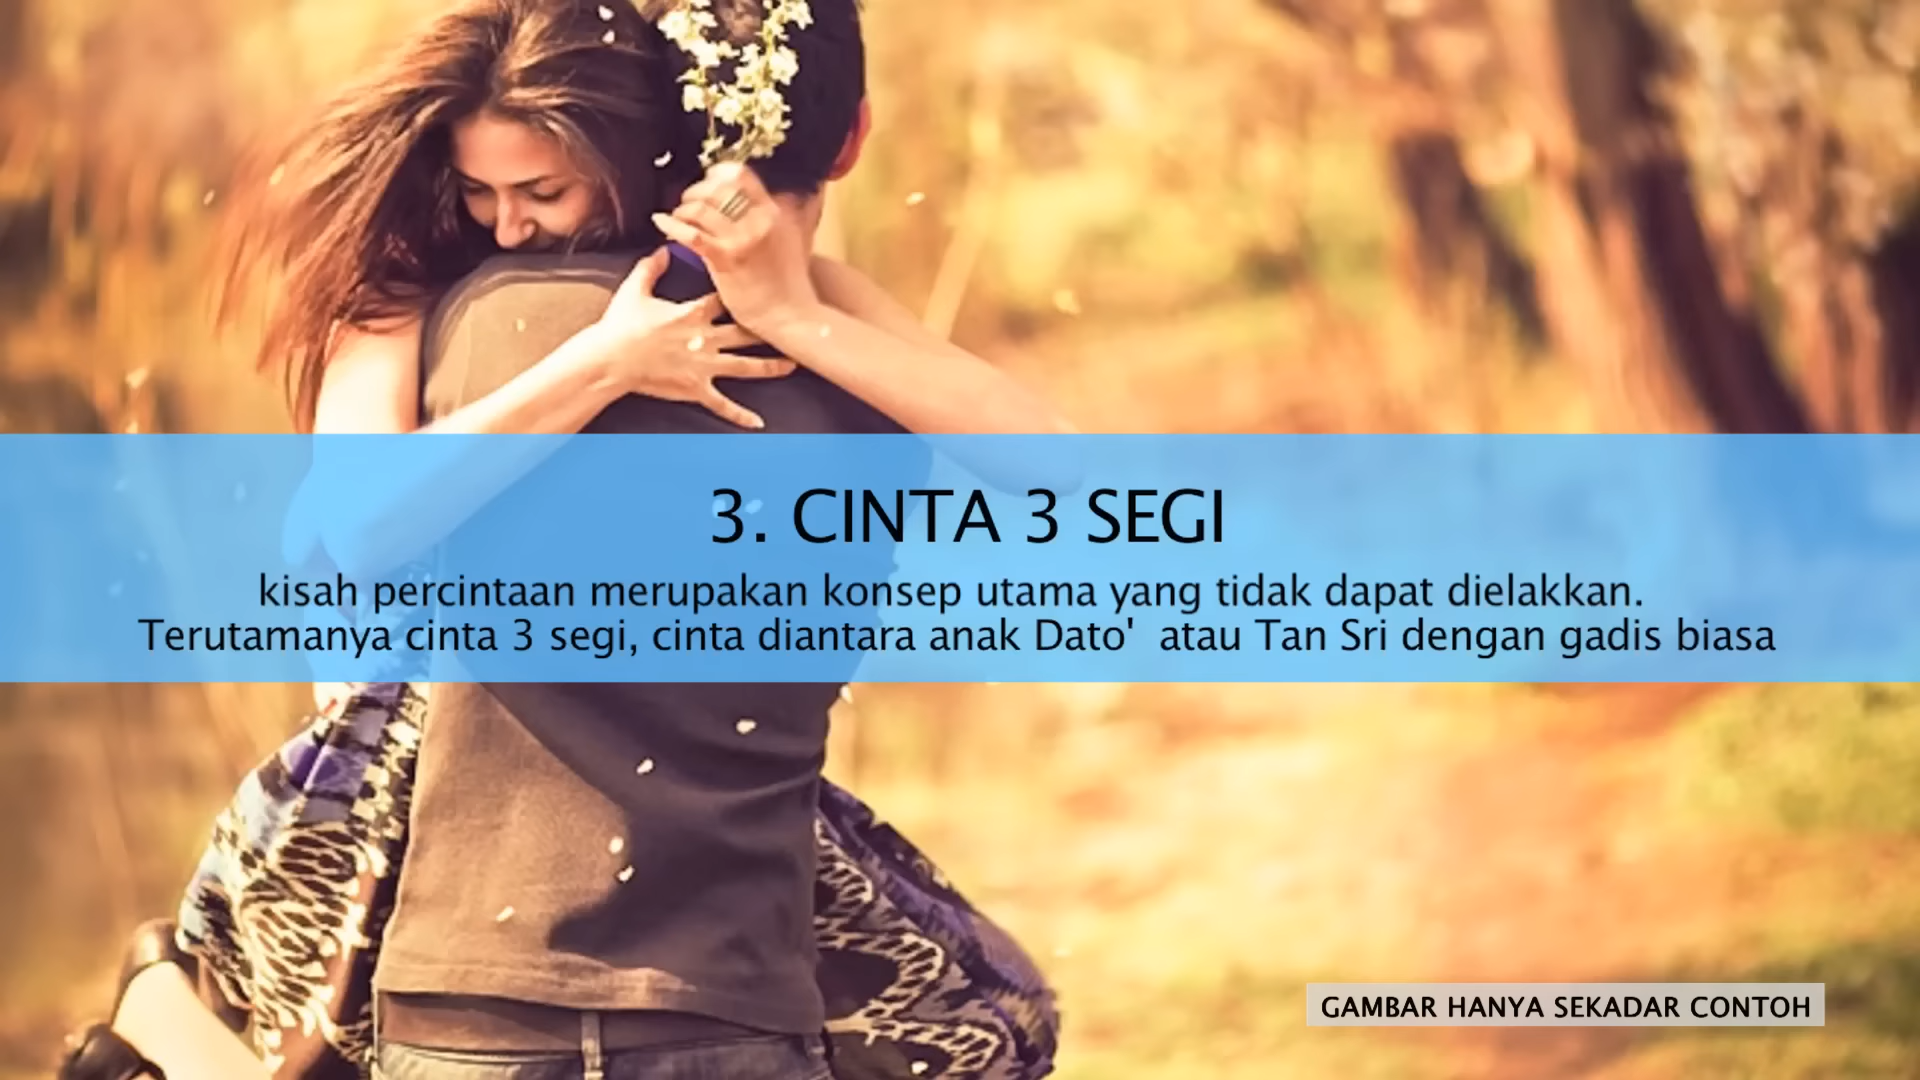 3. CINTA 3 SEGI
kisah percintaan merupakan konsep utama yang tidak dapat dielakkan.
Terutamanya cinta 3 segi, cinta diantara anak Dato' atau Tan Sri dengan gadis biasa
GAMBAR HANYA SEKADAR CONTOH